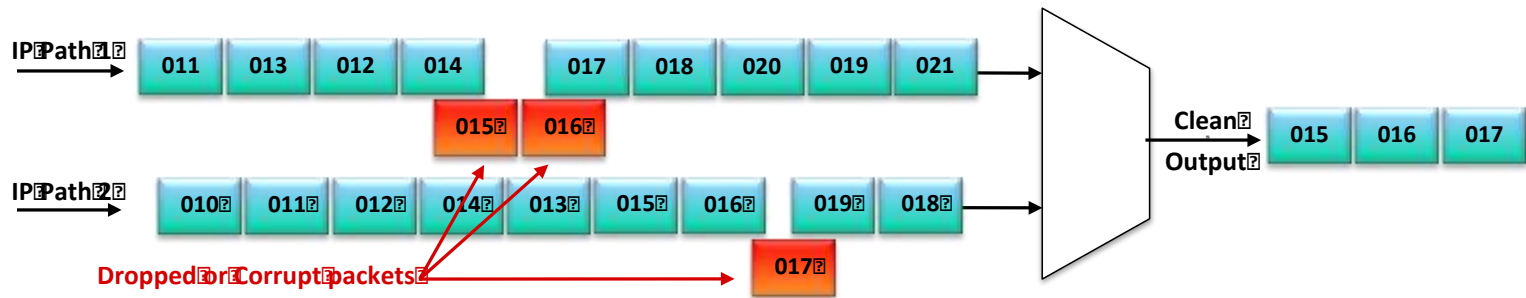 IP Path 1
011 013 012 014 017 018 020 019 021
015 016
Clean
Output
015 016 017
IP Path 2
010 011 012 014 013 015 016 019 018
017
Dropped or Corrupt packets